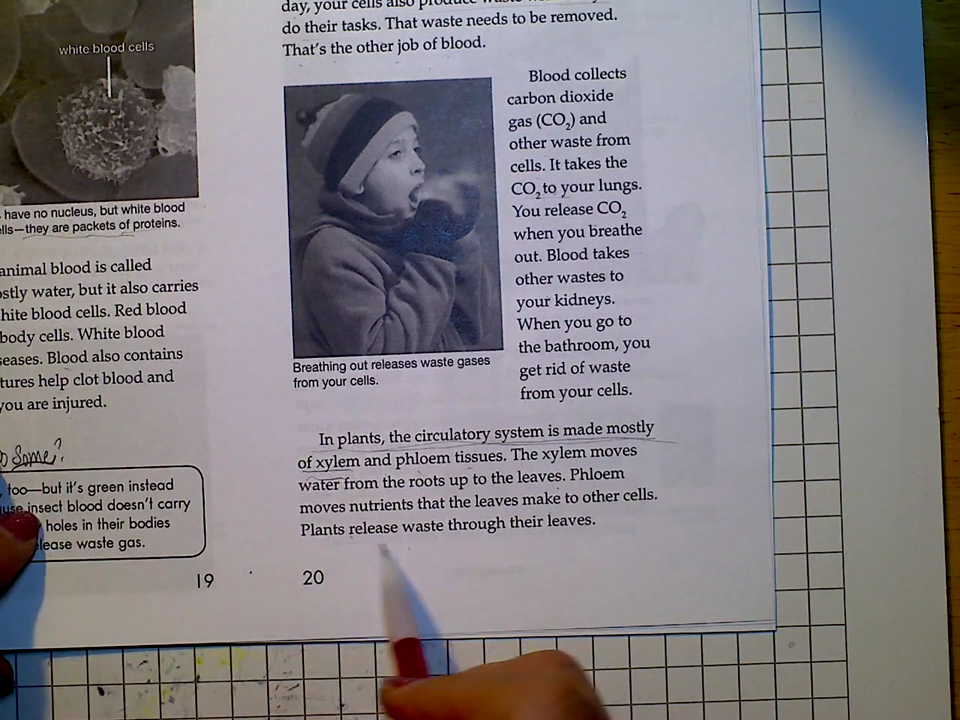 white blood cells
have no nucleus, but white blood
lls—they are packets of proteins.
animal blood is called
ostly water, but it also carries
hite blood cells. Red blood
body cells. White blood
seases. Blood also contains
tures help clot blood and
you are injured.
Some?
too—but it's green instead
use insect blood doesn't carry
holes in their bodies
lease waste gas.
19
day, your cells also produce waste
do their tasks. That waste needs to be removed.
That's the other job of blood.
Blood collects
carbon dioxide
gas (CO₂) and
other waste from
cells. It takes the
CO₂ to your lungs.
You release CO₂
when you breathe
out. Blood takes
other wastes to
your kidneys.
When you go to
the bathroom, you
get rid of waste
from your cells.
Breathing out releases waste gases
from your cells.
In plants, the circulatory system is made mostly
of xylem and phloem tissues. The xylem moves
water from the roots up to the leaves. Phloem
moves nutrients that the leaves make to other cells.
Plants release waste through their leaves.
20